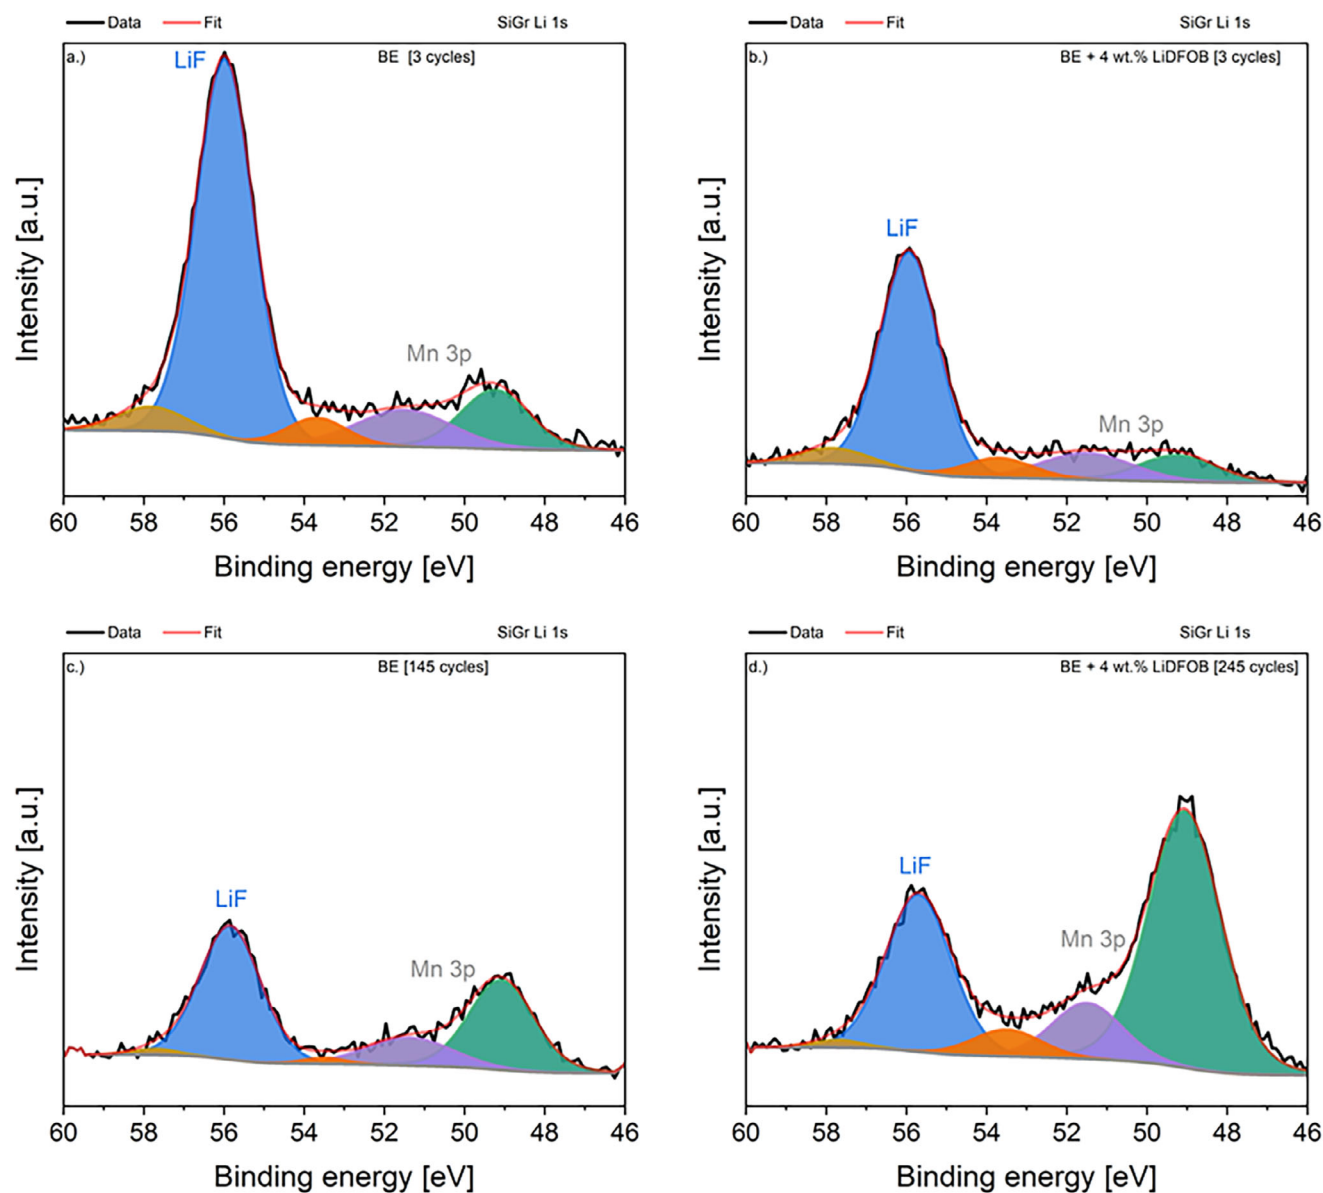 Data Fit SiGr Li 1s
a.) BE [3 cycles]
LiF
Mn 3p
Intensity [a.u.]
60 58 56 54 52 50 48 46
Binding energy [eV]
Data Fit SiGr Li 1s
b.) BE + 4 wt.% LiDFOB [3 cycles]
LiF
Mn 3p
Intensity [a.u.]
60 58 56 54 52 50 48 46
Binding energy [eV]
Data Fit SiGr Li 1s
c.) BE [145 cycles]
LiF
Mn 3p
Intensity [a.u.]
60 58 56 54 52 50 48 46
Binding energy [eV]
Data Fit SiGr Li 1s
d.) BE + 4 wt.% LiDFOB [245 cycles]
LiF
Mn 3p
Intensity [a.u.]
60 58 56 54 52 50 48 46
Binding energy [eV]